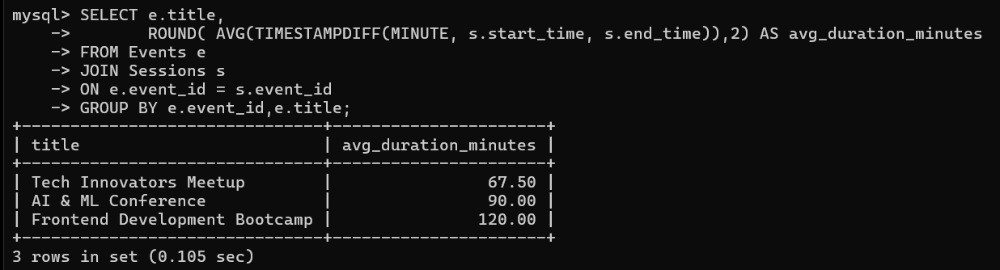 mysql> SELECT e.title,
    ->        ROUND( AVG(TIMESTAMPDIFF(MINUTE, s.start_time, s.end_time)),2) AS avg_duration_minutes
    -> FROM Events e
    -> JOIN Sessions s
    -> ON e.event_id = s.event_id
    -> GROUP BY e.event_id,e.title;
+-------------------------------+----------------------+
| title                         | avg_duration_minutes |
+-------------------------------+----------------------+
| Tech Innovators Meetup        |                67.50 |
| AI & ML Conference            |                90.00 |
| Frontend Development Bootcamp |               120.00 |
+-------------------------------+----------------------+
3 rows in set (0.105 sec)